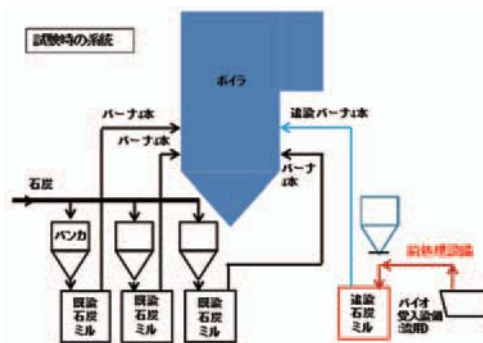 試験時の系統
ボイラ
バーナ4本
バーナ4本
追設バーナ4本
バーナ
4本
石炭
バンカ
既設
石炭
ミル
既設
石炭
ミル
既設
石炭
ミル
追設
石炭
ミル
前処理設備
バイオ
受入設備
(流用)